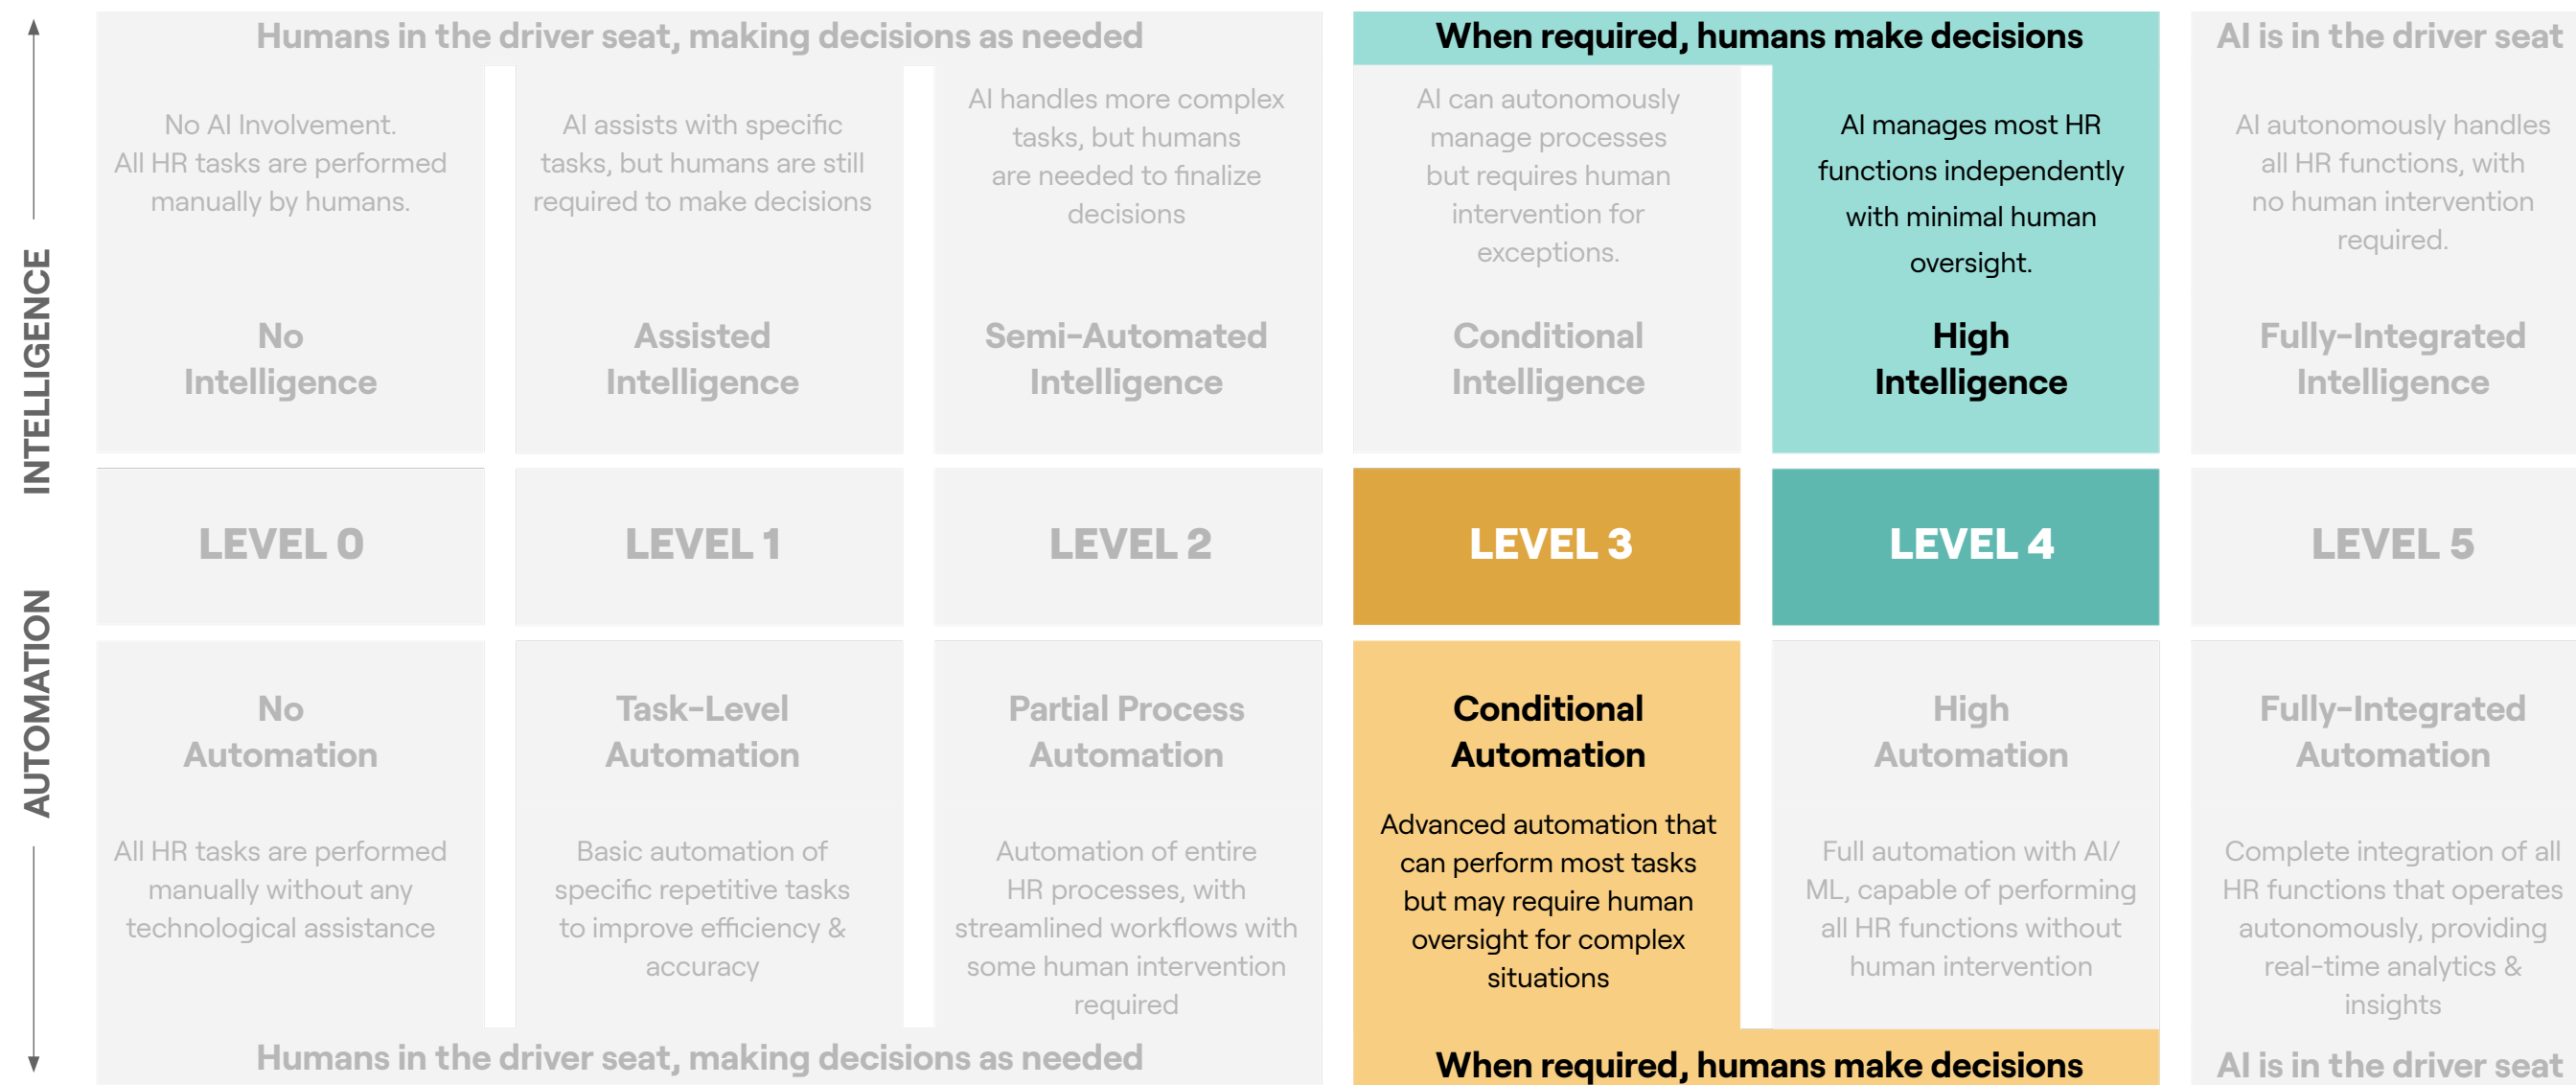 INTELLIGENCE
AUTOMATION
Humans in the driver seat, making decisions as needed
No AI Involvement.
All HR tasks are performed
manually by humans.
No
Intelligence
AI assists with specific
tasks, but humans are still
required to make decisions
Assisted
Intelligence
AI handles more complex
tasks, but humans
are needed to finalize
decisions
Semi-Automated
Intelligence
When required, humans make decisions
AI can autonomously
manage processes
but requires human
intervention for
exceptions.
Conditional
Intelligence
AI manages most HR
functions independently
with minimal human
oversight.
High
Intelligence
AI is in the driver seat
AI autonomously handles
all HR functions, with
no human intervention
required.
Fully-Integrated
Intelligence
LEVEL 0
LEVEL 1
LEVEL 2
LEVEL 3
LEVEL 4
LEVEL 5
No
Automation
All HR tasks are performed
manually without any
technological assistance
Task-Level
Automation
Basic automation of
specific repetitive tasks
to improve efficiency &
accuracy
Partial Process
Automation
Automation of entire
HR processes, with
streamlined workflows with
some human intervention
required
Humans in the driver seat, making decisions as needed
Conditional
Automation
Advanced automation that
can perform most tasks
but may require human
oversight for complex
situations
High
Automation
Full automation with AI/
ML, capable of performing
all HR functions without
human intervention
When required, humans make decisions
Fully-Integrated
Automation
Complete integration of all
HR functions that operates
autonomously, providing
real-time analytics &
insights
AI is in the driver seat